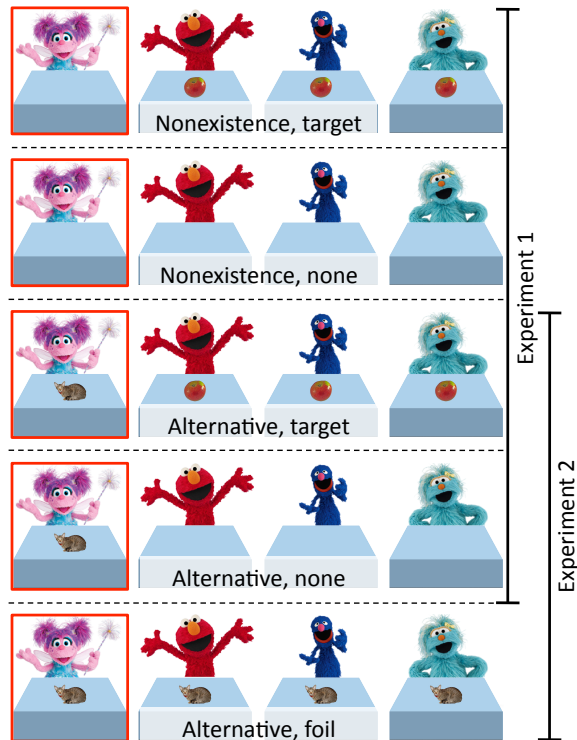 Nonexistence, target
Nonexistence, none
Alternative, target
Alternative, none
Alternative, foil
Experiment 1
Experiment 2